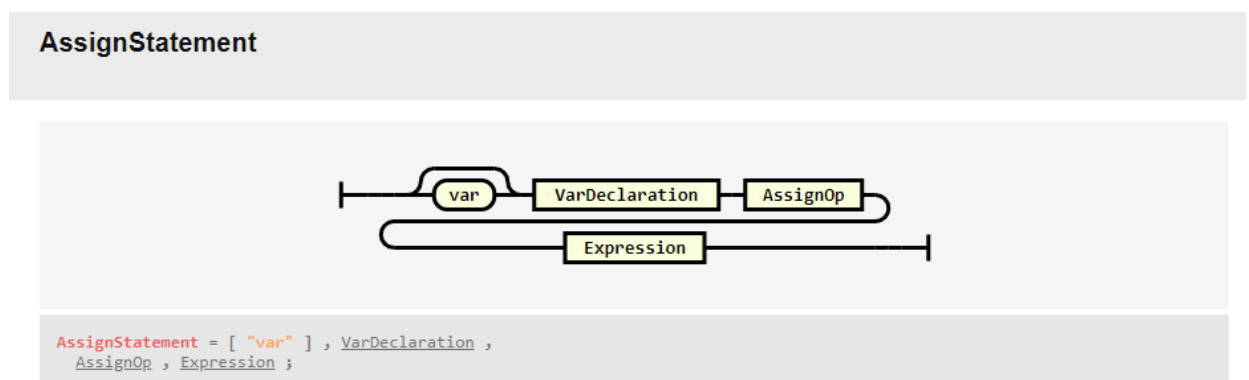 AssignStatement
var VarDeclaration AssignOp
Expression
AssignStatement = [ "var" ] , VarDeclaration ,
AssignOp , Expression ;